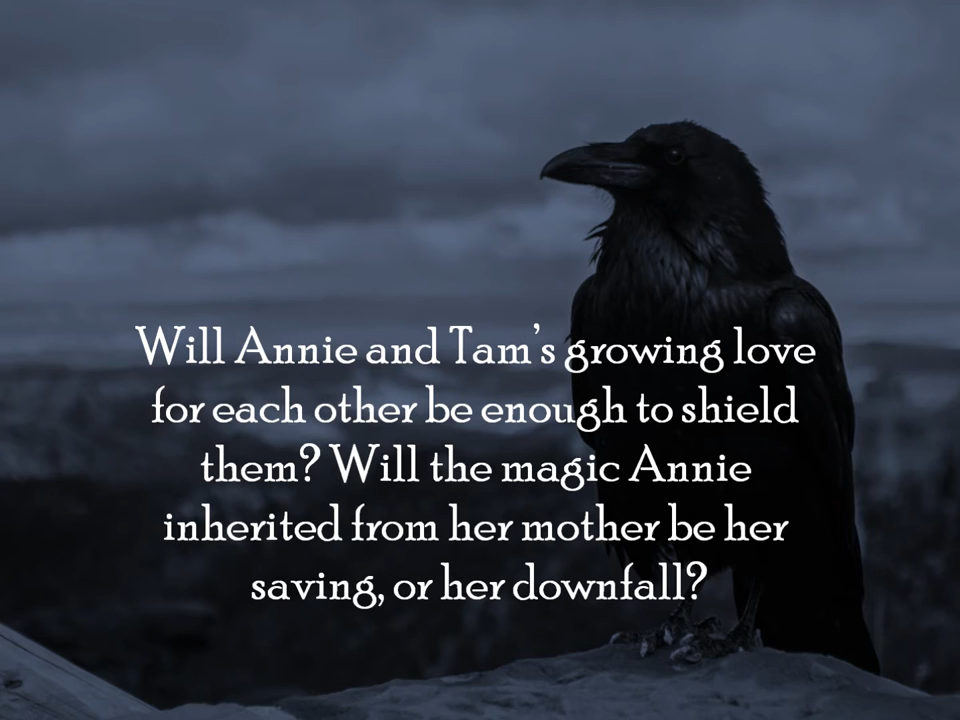 Will Annie and Tam's growing love
for each other be enough to shield
them? Will the magic Annie
inherited from her mother be her
saving, or her downfall?